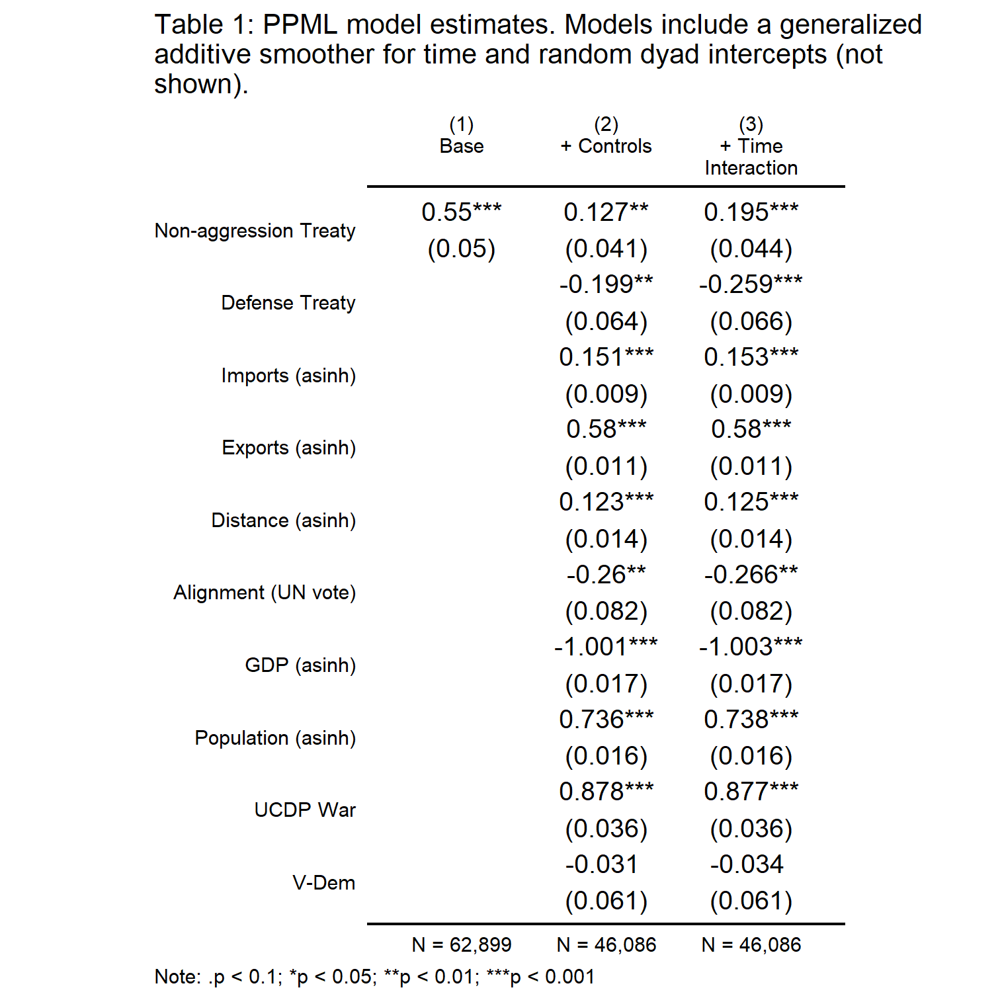 Table 1: PPML model estimates. Models include a generalized
additive smoother for time and random dyad intercepts (not
shown).
(1) (2) (3)
Base + Controls + Time
Interaction
0.55*** 0.127** 0.195***
Non-aggression Treaty
(0.05) (0.041) (0.044)
-0.199** -0.259***
Defense Treaty
(0.064) (0.066)
0.151*** 0.153***
Imports (asinh)
(0.009) (0.009)
0.58*** 0.58***
Exports (asinh)
(0.011) (0.011)
0.123*** 0.125***
Distance (asinh)
(0.014) (0.014)
-0.26** -0.266**
Alignment (UN vote)
(0.082) (0.082)
-1.001*** -1.003***
GDP (asinh)
(0.017) (0.017)
0.736*** 0.738***
Population (asinh)
(0.016) (0.016)
0.878*** 0.877***
UCDP War
(0.036) (0.036)
-0.031 -0.034
V-Dem
(0.061) (0.061)
N = 62,899 N = 46,086 N = 46,086
Note: .p < 0.1; *p < 0.05; **p < 0.01; ***p < 0.001